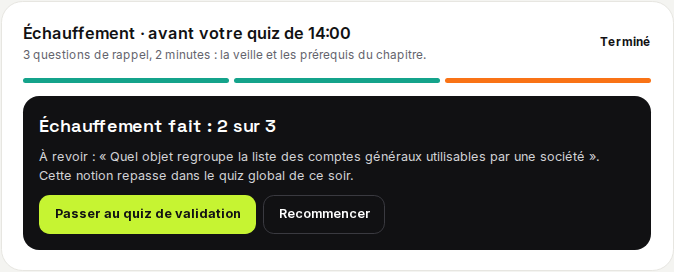 Échauffement · avant votre quiz de 14:00
3 questions de rappel, 2 minutes : la veille et les prérequis du chapitre.
Terminé
Échauffement fait : 2 sur 3
À revoir : « Quel objet regroupe la liste des comptes généraux utilisables par une société ».
Cette notion repasse dans le quiz global de ce soir.
Passer au quiz de validation
Recommencer